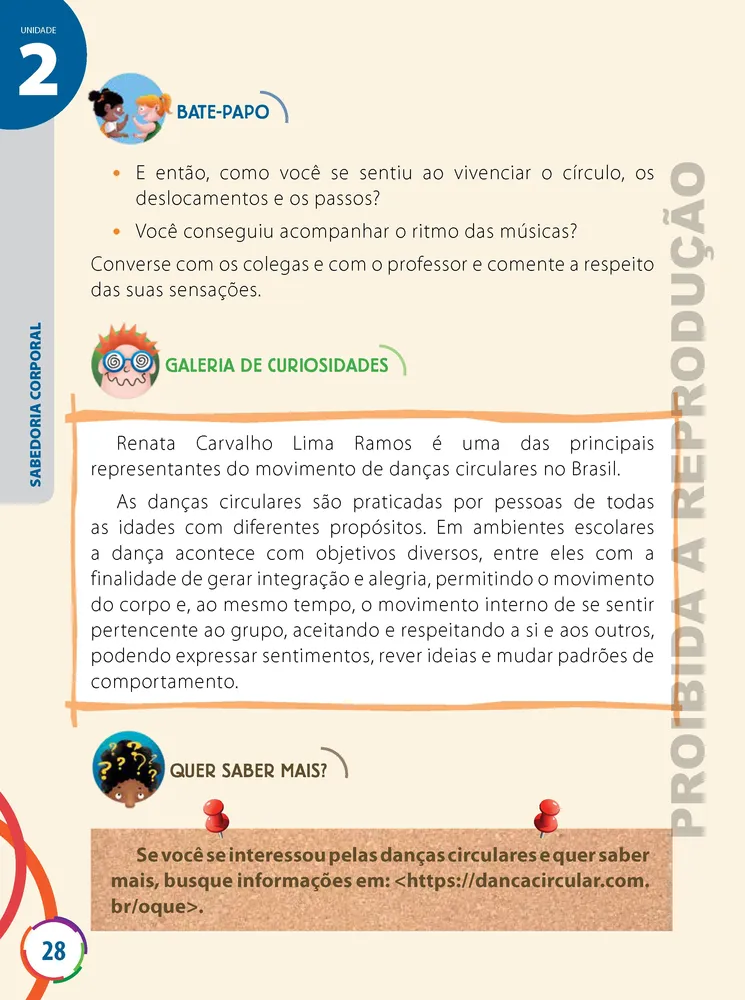 UNIDADE
2
BATE-PAPO
• E então, como você se sentiu ao vivenciar o círculo, os
deslocamentos e os passos?
• Você conseguiu acompanhar o ritmo das músicas?
Converse com os colegas e com o professor e comente a respeito
das suas sensações.
SABEDORIA CORPORAL
GALERIA DE CURIOSIDADES
Renata Carvalho Lima Ramos é uma das principais
representantes do movimento de danças circulares no Brasil.
As danças circulares são praticadas por pessoas de todas
as idades com diferentes propósitos. Em ambientes escolares
a dança acontece com objetivos diversos, entre eles com a
finalidade de gerar integração e alegria, permitindo o movimento
do corpo e, ao mesmo tempo, o movimento interno de se sentir
pertencente ao grupo, aceitando e respeitando a si e aos outros,
podendo expressar sentimentos, rever ideias e mudar padrões de
comportamento.
PROIBIDA A REPRODUÇÃO
QUER SABER MAIS?
Se você se interessou pelas danças circulares e quer saber
mais, busque informações em: <https://dancacircular.com.
br/oque>.
28